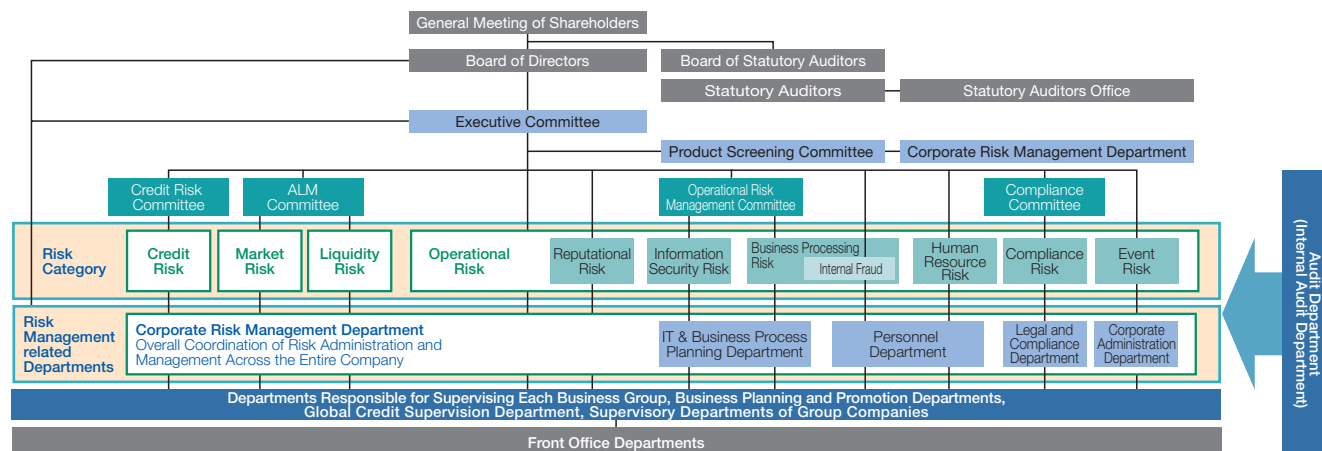 General Meeting of Shareholders
Board of Directors
Board of Statutory Auditors
Statutory Auditors
Statutory Auditors Office
Executive Committee
Product Screening Committee
Corporate Risk Management Department
Credit Risk
Committee
ALM
Committee
Operational Risk
Management Committee
Compliance
Committee
Risk
Category
Credit
Risk
Market
Risk
Liquidity
Risk
Operational
Risk
Reputational
Risk
Information
Security Risk
Business Processing
Risk
Internal Fraud
Human
Resource
Risk
Compliance
Risk
Event
Risk
Risk
Management
related
Departments
Corporate Risk Management Department
Overall Coordination of Risk Administration and
Management Across the Entire Company
IT & Business Process
Planning Department
Personnel
Department
Legal and
Compliance
Department
Corporate
Administration
Department
Departments Responsible for Supervising Each Business Group, Business Planning and Promotion Departments,
Global Credit Supervision Department, Supervisory Departments of Group Companies
Front Office Departments
Audit Department
(Internal Audit Department)